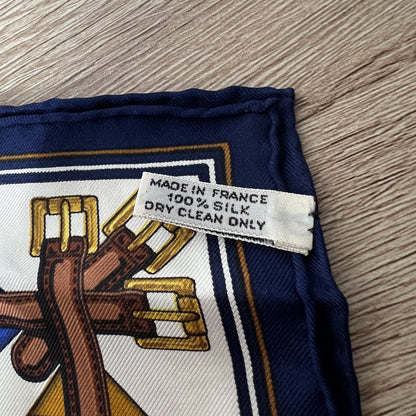 MADE IN FRANCE
100% SILK
DRY CLEAN ONLY